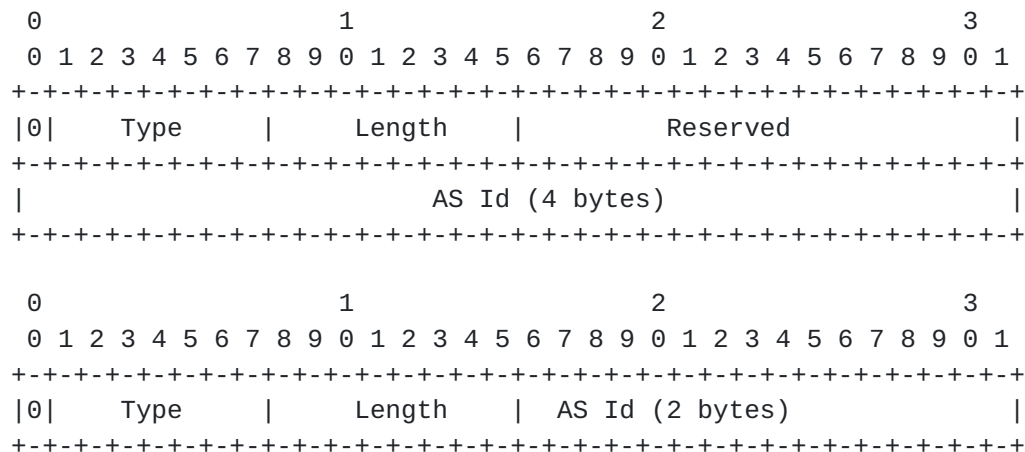 0                   1                   2                   3
 0 1 2 3 4 5 6 7 8 9 0 1 2 3 4 5 6 7 8 9 0 1 2 3 4 5 6 7 8 9 0 1
+-+-+-+-+-+-+-+-+-+-+-+-+-+-+-+-+-+-+-+-+-+-+-+-+-+-+-+-+-+-+-+-+
|0|    Type     |     Length    |         Reserved              |
+-+-+-+-+-+-+-+-+-+-+-+-+-+-+-+-+-+-+-+-+-+-+-+-+-+-+-+-+-+-+-+-+
|                          AS Id (4 bytes)                      |
+-+-+-+-+-+-+-+-+-+-+-+-+-+-+-+-+-+-+-+-+-+-+-+-+-+-+-+-+-+-+-+-+

 0                   1                   2                   3
 0 1 2 3 4 5 6 7 8 9 0 1 2 3 4 5 6 7 8 9 0 1 2 3 4 5 6 7 8 9 0 1
+-+-+-+-+-+-+-+-+-+-+-+-+-+-+-+-+-+-+-+-+-+-+-+-+-+-+-+-+-+-+-+-+
|0|    Type     |     Length    |  AS Id (2 bytes)              |
+-+-+-+-+-+-+-+-+-+-+-+-+-+-+-+-+-+-+-+-+-+-+-+-+-+-+-+-+-+-+-+-+